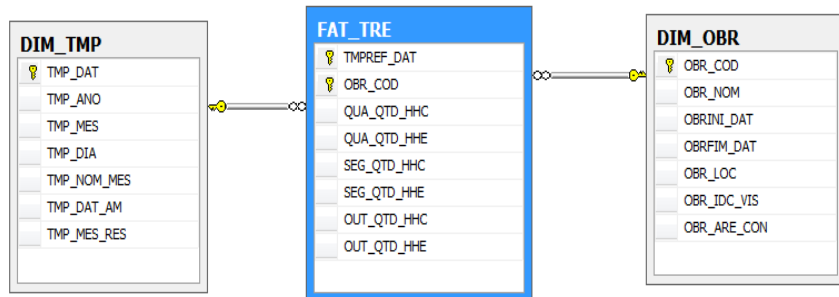 DIM_TMP
TMP_DAT
TMP_ANO
TMP_MES
TMP_DIA
TMP_NOM_MES
TMP_DAT_AM
TMP_MES_RES
FAT_TRE
TMPREF_DAT
OBR_COD
QUA_QTD_HHC
QUA_QTD_HHE
SEG_QTD_HHC
SEG_QTD_HHE
OUT_QTD_HHC
OUT_QTD_HHE
DIM_OBR
OBR_COD
OBR_NOM
OBRINI_DAT
OBRFIM_DAT
OBR_LOC
OBR_IDC_VIS
OBR_ARE_CON